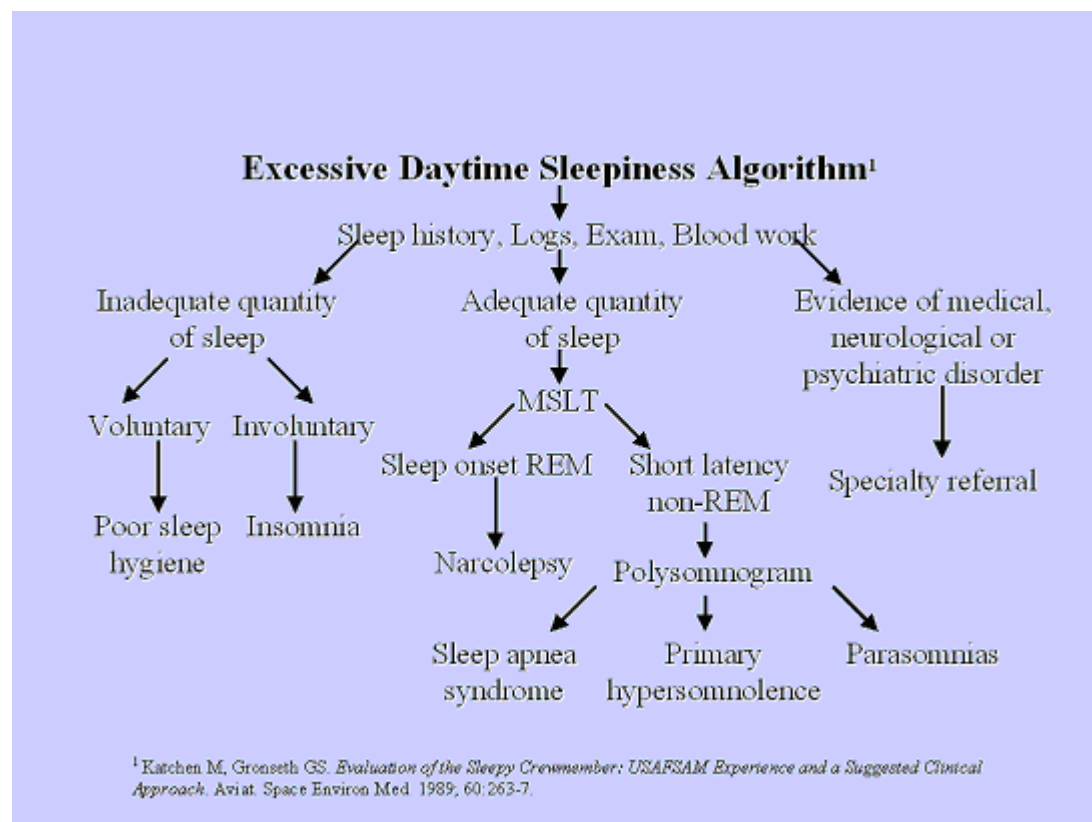 Excessive Daytime Sleepiness Algorithm¹
Sleep history, Logs, Exam, Blood work
Inadequate quantity
of sleep
Adequate quantity
of sleep
Evidence of medical,
neurological or
psychiatric disorder
MSLT
Voluntary
Involuntary
Sleep onset REM
Short latency
non-REM
Specialty referral
Poor sleep
hygiene
Insomnia
Narcolepsy
Polysomnogram
Sleep apnea
syndrome
Primary
hypersomnolence
Parasomnias
¹ Katchen M, Gronseth GS. Evaluation of the Sleepy Crewmember: USAFSAM Experience and a Suggested Clinical
Approach. Aviat. Space Environ Med. 1989; 60:263-7.